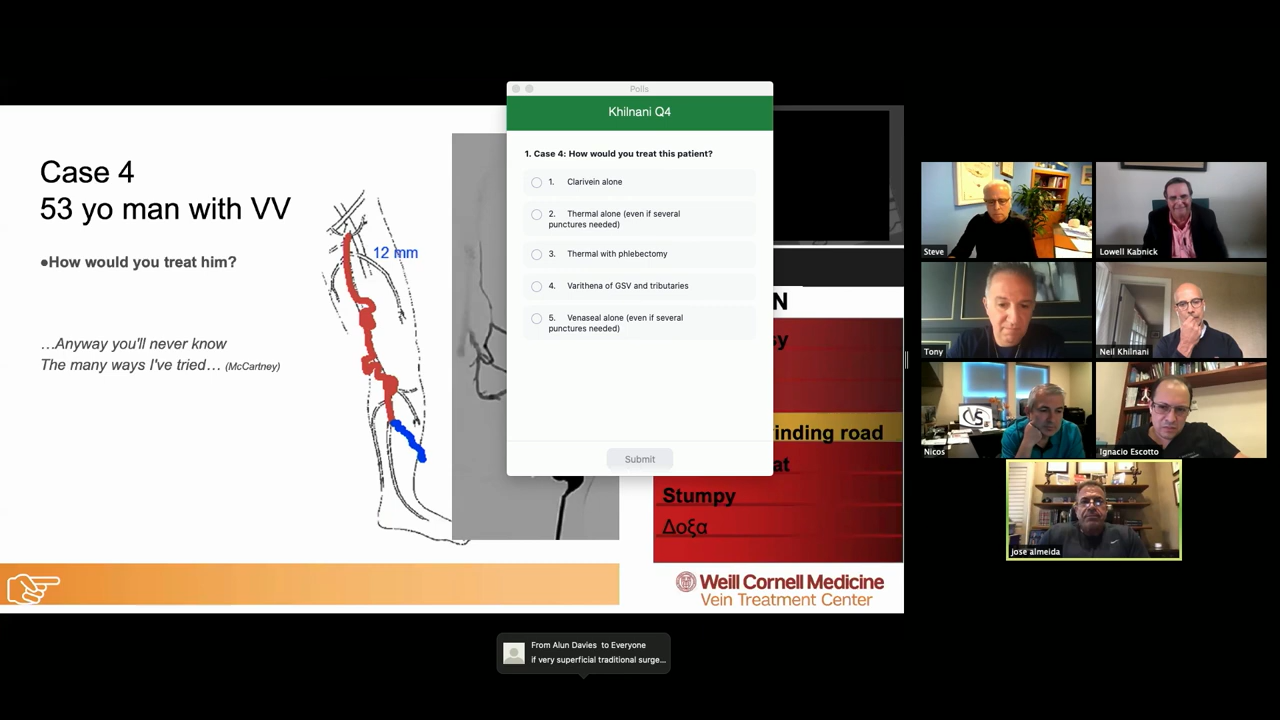 Case 4
53 yo man with VV
●How would you treat him?
12 mm
…Anyway you'll never know
The many ways I've tried… (McCartney)
Polls
Khilnani Q4
1. Case 4: How would you treat this patient?
1. Clarivein alone
2. Thermal alone (even if several
punctures needed)
3. Thermal with phlebectomy
4. Varithena of GSV and tributaries
5. Venaseal alone (even if several
punctures needed)
Submit
N
sy
inding road
at
Stumpy
Δοξα
Weill Cornell Medicine
Vein Treatment Center
From Alun Davies to Everyone
if very superficial traditional surge...
Steve
Lowell Kabnick
Tony
Neil Khilnani
Nicos
Ignacio Escotto
jose almeida